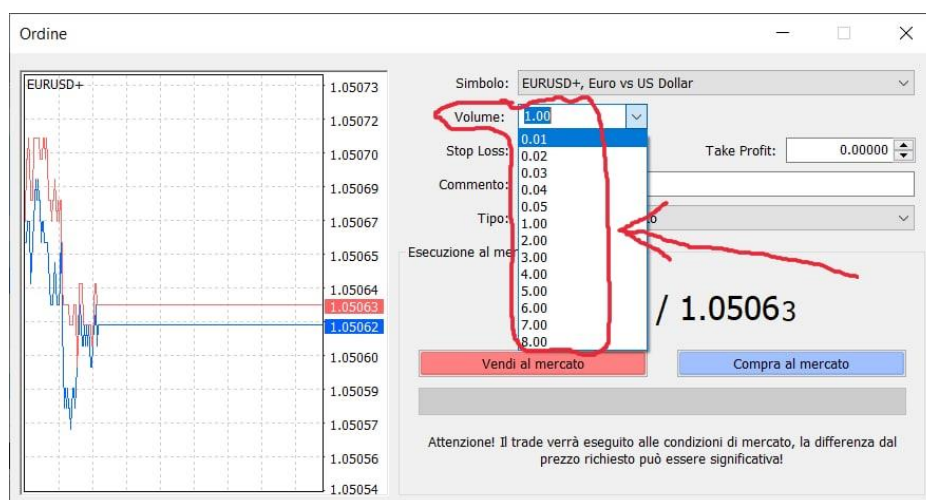 Ordine
EURUSD+
1.05073
1.05072
1.05070
1.05069
1.05067
1.05065
1.05064
1.05063
1.05062
1.05060
1.05059
1.05057
1.05056
1.05054
Simbolo: EURUSD+, Euro vs US Dollar
Volume: 1.00
0.01
0.02
0.03
0.04
0.05
1.00
2.00
3.00
4.00
5.00
6.00
7.00
8.00
Stop Loss:
Take Profit: 0.00000
Commento:
Tipo:
Esecuzione al mer
/ 1.05063
Vendi al mercato
Compra al mercato
Attenzione! Il trade verrà eseguito alle condizioni di mercato, la differenza dal
prezzo richiesto può essere significativa!